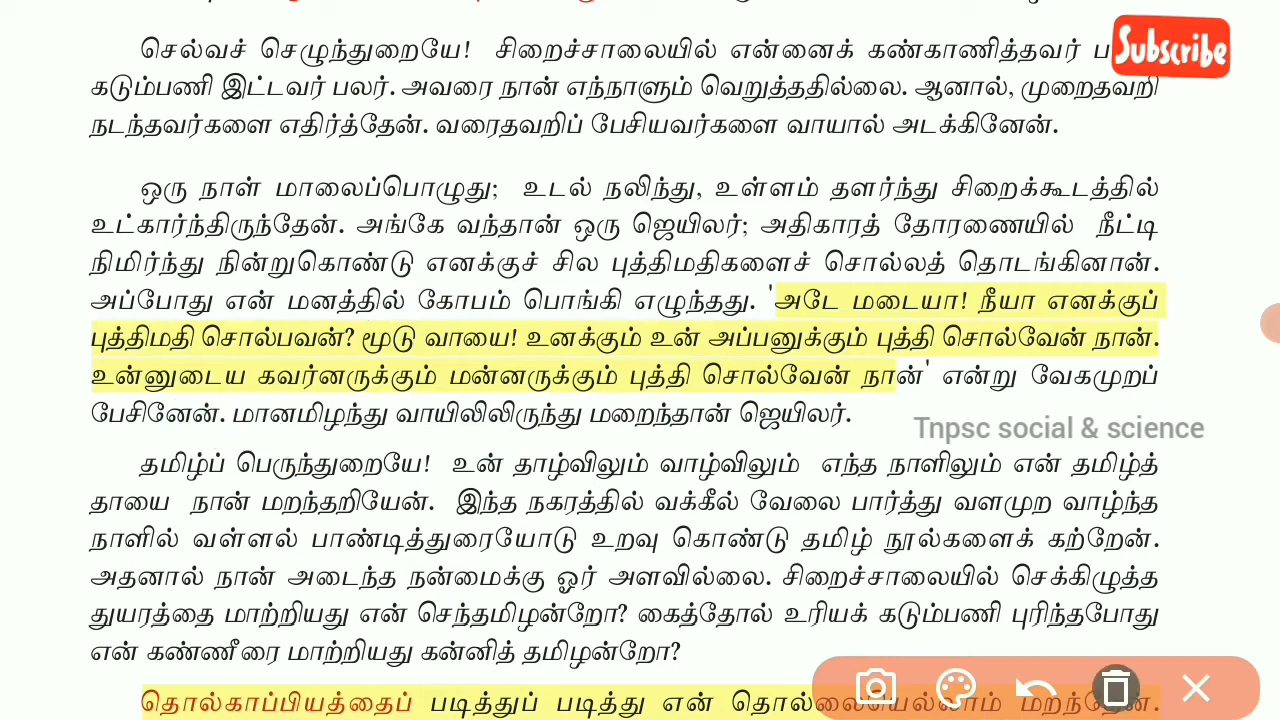 செல்வச் செழுந்துறையே! சிறைச்சாலையில் என்னைக் கண்காணித்தவர்
Subscribe
கடும்பணி இட்டவர் பலர். அவரை நான் எந்நாளும் வெறுத்ததில்லை. ஆனால், முறைதவறி
நடந்தவர்களை எதிர்த்தேன். வரைதவறிப் பேசியவர்களை வாயால் அடக்கினேன்.
ஒரு நாள் மாலைப்பொழுது; உடல் நலிந்து, உள்ளம் தளர்ந்து சிறைக்கூடத்தில்
உட்கார்ந்திருந்தேன். அங்கே வந்தான் ஒரு ஜெயிலர்; அதிகாரத் தோரணையில் நீட்டி
நிமிர்ந்து நின்றுகொண்டு எனக்குச் சில புத்திமதிகளைச் சொல்லத் தொடங்கினான்.
அப்போது என் மனத்தில் கோபம் பொங்கி எழுந்தது. 'அடே மடையா! நீயா எனக்குப்
புத்திமதி சொல்பவன்? மூடு வாயை! உனக்கும் உன் அப்பனுக்கும் புத்தி சொல்வேன் நான்.
உன்னுடைய கவர்னருக்கும் மன்னருக்கும் புத்தி சொல்வேன் நான்' என்று வேகமுறப்
பேசினேன். மானமிழந்து வாயிலிலிருந்து மறைந்தான் ஜெயிலர்.
Tnpsc social & science
தமிழ்ப் பெருந்துறையே! உன் தாழ்விலும் வாழ்விலும் எந்த நாளிலும் என் தமிழ்த்
தாயை நான் மறந்தறியேன். இந்த நகரத்தில் வக்கீல் வேலை பார்த்து வளமுற வாழ்ந்த
நாளில் வள்ளல் பாண்டித்துரையோடு உறவு கொண்டு தமிழ் நூல்களைக் கற்றேன்.
அதனால் நான் அடைந்த நன்மைக்கு ஓர் அளவில்லை. சிறைச்சாலையில் செக்கிழுத்த
துயரத்தை மாற்றியது என் செந்தமிழன்றோ? கைத்தோல் உரியக் கடும்பணி புரிந்தபோது
என் கண்ணீரை மாற்றியது கன்னித் தமிழன்றோ?
தொல்காப்பியத்தைப் படித்துப் படித்து என் தொல்லையெல்லாம் மறந்தேன்.